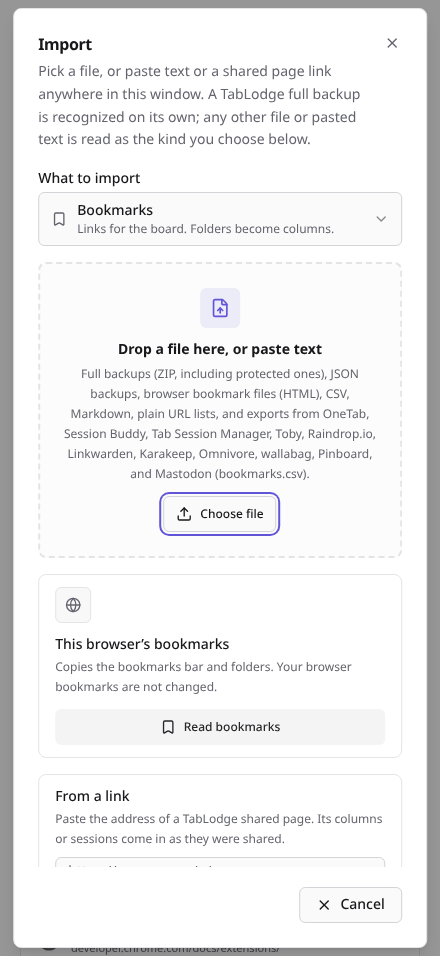 Import
Pick a file, or paste text or a shared page link
anywhere in this window. A TabLodge full backup
is recognized on its own; any other file or pasted
text is read as the kind you choose below.
What to import
Bookmarks
Links for the board. Folders become columns.
Drop a file here, or paste text
Full backups (ZIP, including protected ones), JSON
backups, browser bookmark files (HTML), CSV,
Markdown, plain URL lists, and exports from OneTab,
Session Buddy, Tab Session Manager, Toby, Raindrop.io,
Linkwarden, Karakeep, Omnivore, wallabag, Pinboard,
and Mastodon (bookmarks.csv).
Choose file
This browser’s bookmarks
Copies the bookmarks bar and folders. Your browser
bookmarks are not changed.
Read bookmarks
From a link
Paste the address of a TabLodge shared page. Its columns
or sessions come in as they were shared.
Cancel
developer.chrome.com/docs/extensions/